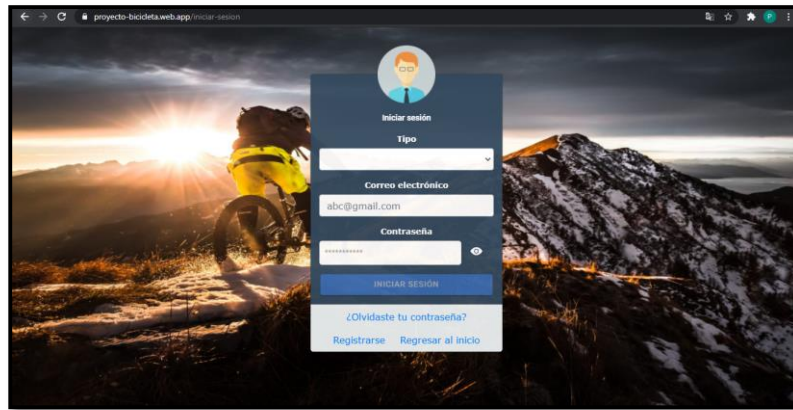 proyecto-bicicleta.web.app/iniciar-sesion
P
Iniciar sesión
Tipo
Correo electrónico
abc@gmail.com
Contraseña
***********
INICIAR SESIÓN
¿Olvidaste tu contraseña?
Registrarse Regresar al inicio